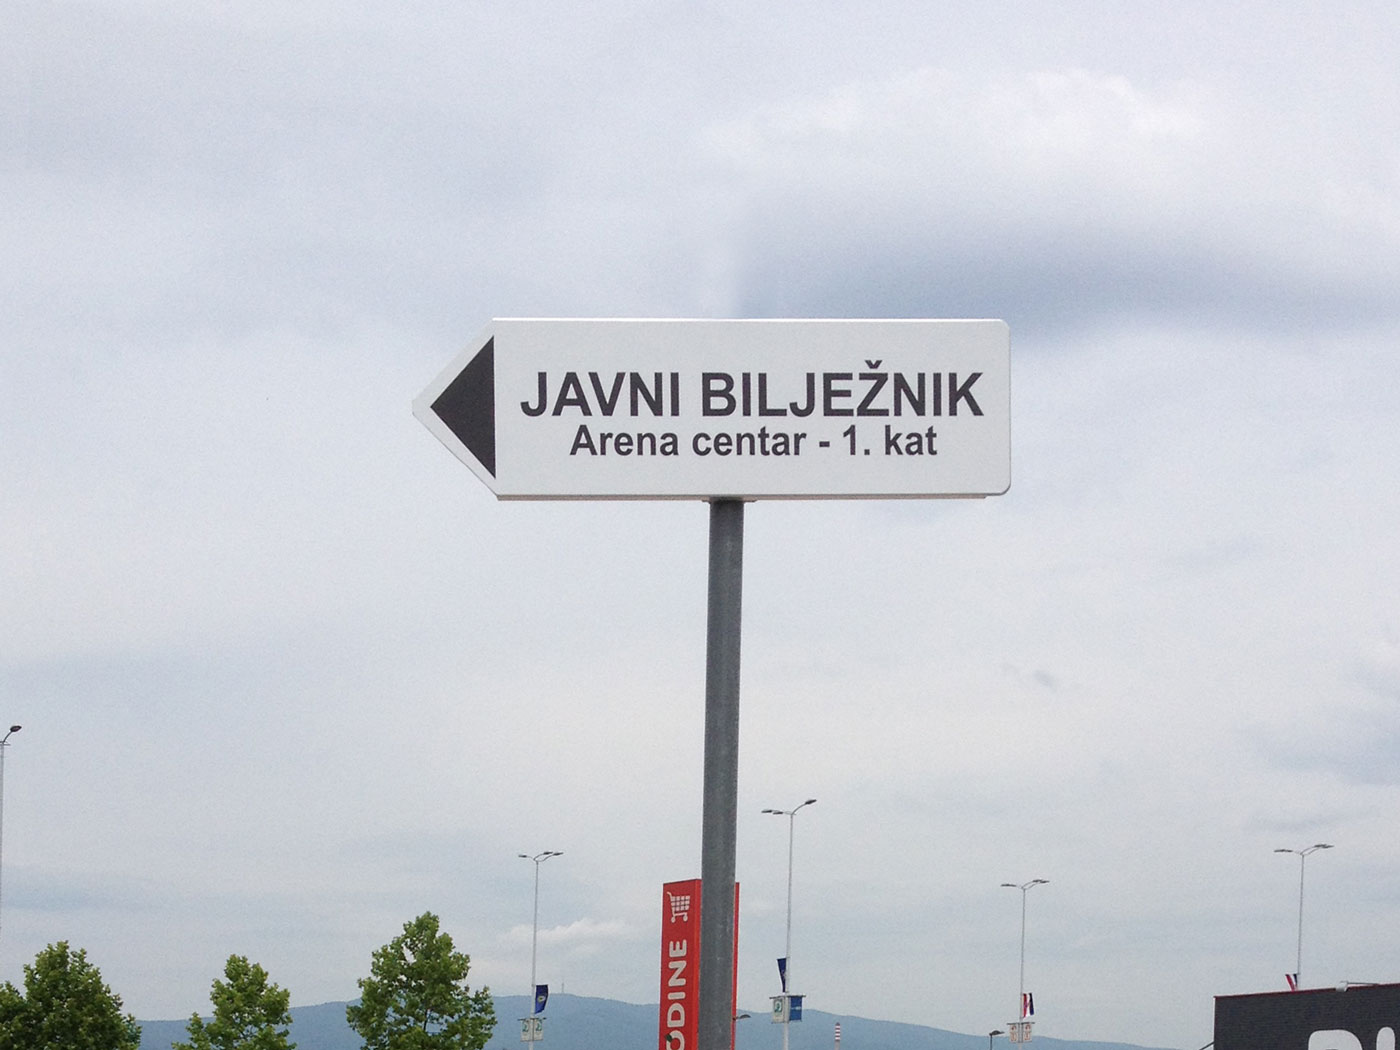 JAVNI BILJEŽNIK
Arena centar - 1. kat